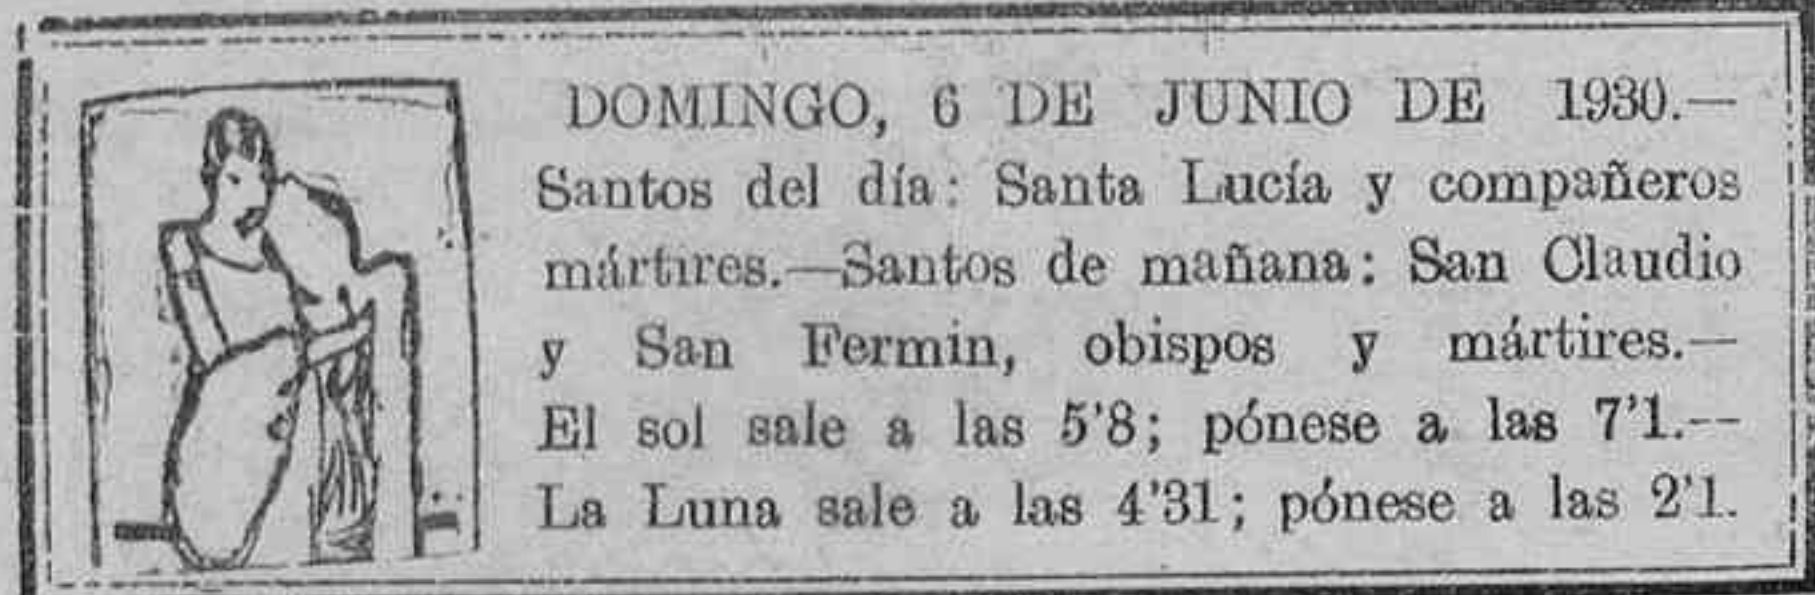 DOMINGO, 6 DE JUNIO DE 1930.—
Santos del día: Santa Lucía y compañeros
mártires.—Santos de mañana: San Claudio
y San Fermin, obispos y mártires.—
El sol sale a las 5'8; pónese a las 7'1.--
La Luna sale a las 4'31; pónese a las 2'1.